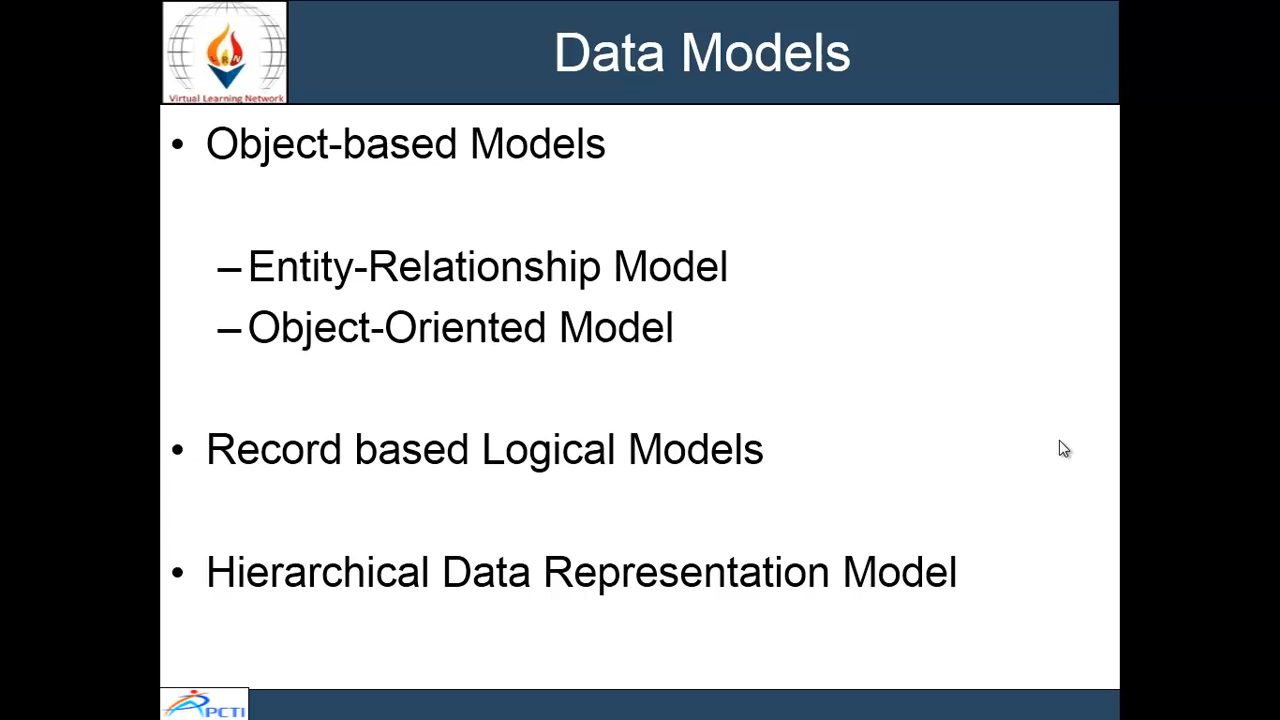 Data Models
Virtual Learning Network
• Object-based Models
–Entity-Relationship Model
–Object-Oriented Model
• Record based Logical Models
• Hierarchical Data Representation Model
PCTI